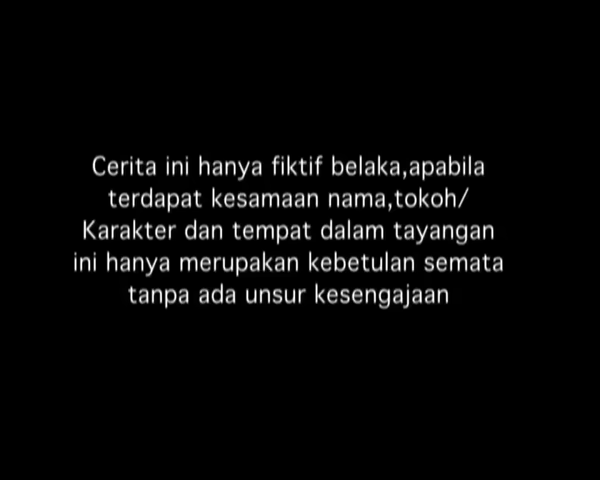 Cerita ini hanya fiktif belaka,apabila
terdapat kesamaan nama,tokoh/
Karakter dan tempat dalam tayangan
ini hanya merupakan kebetulan semata
tanpa ada unsur kesengajaan